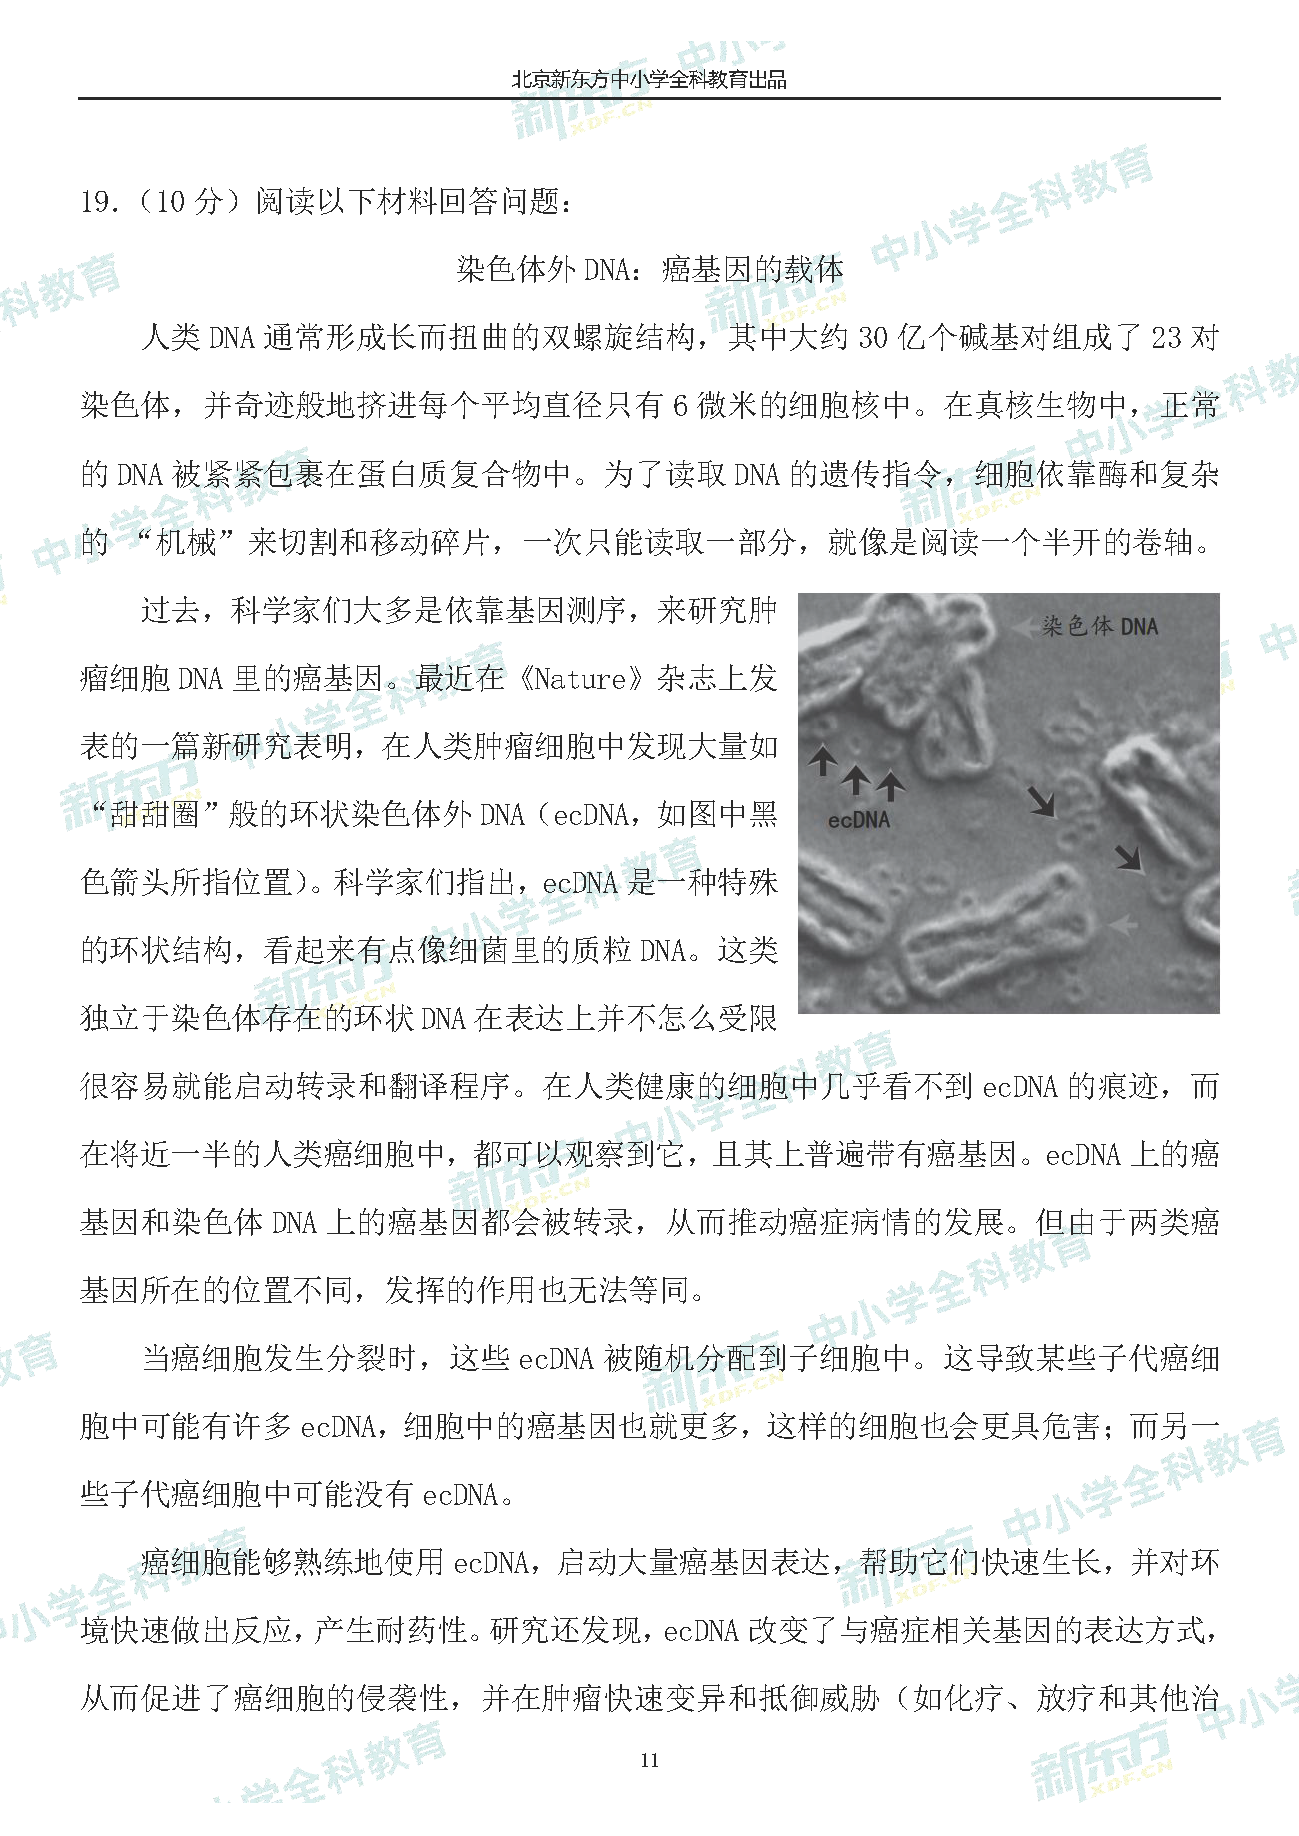 北京新东方中小学全科教育出品
19.（10 分）阅读以下材料回答问题：
染色体外 DNA：癌基因的载体
人类 DNA 通常形成长而扭曲的双螺旋结构，其中大约 30 亿个碱基对组成了 23 对
染色体，并奇迹般地挤进每个平均直径只有 6 微米的细胞核中。在真核生物中，正常
的 DNA 被紧紧包裹在蛋白质复合物中。为了读取 DNA 的遗传指令，细胞依靠酶和复杂
的 “机械”来切割和移动碎片，一次只能读取一部分，就像是阅读一个半开的卷轴。
过去，科学家们大多是依靠基因测序，来研究肿
瘤细胞 DNA 里的癌基因。最近在《Nature》杂志上发
表的一篇新研究表明，在人类肿瘤细胞中发现大量如
“甜甜圈”般的环状染色体外 DNA（ecDNA，如图中黑
色箭头所指位置）。科学家们指出，ecDNA 是一种特殊
的环状结构，看起来有点像细菌里的质粒 DNA。这类
独立于染色体存在的环状 DNA 在表达上并不怎么受限
染色体 DNA
ecDNA
很容易就能启动转录和翻译程序。在人类健康的细胞中几乎看不到 ecDNA 的痕迹，而
在将近一半的人类癌细胞中，都可以观察到它，且其上普遍带有癌基因。ecDNA 上的癌
基因和染色体 DNA 上的癌基因都会被转录，从而推动癌症病情的发展。但由于两类癌
基因所在的位置不同，发挥的作用也无法等同。
当癌细胞发生分裂时，这些 ecDNA 被随机分配到子细胞中。这导致某些子代癌细
胞中可能有许多 ecDNA，细胞中的癌基因也就更多，这样的细胞也会更具危害；而另一
些子代癌细胞中可能没有 ecDNA。
癌细胞能够熟练地使用 ecDNA，启动大量癌基因表达，帮助它们快速生长，并对环
境快速做出反应，产生耐药性。研究还发现，ecDNA 改变了与癌症相关基因的表达方式，
从而促进了癌细胞的侵袭性，并在肿瘤快速变异和抵御威胁（如化疗、放疗和其他治
11